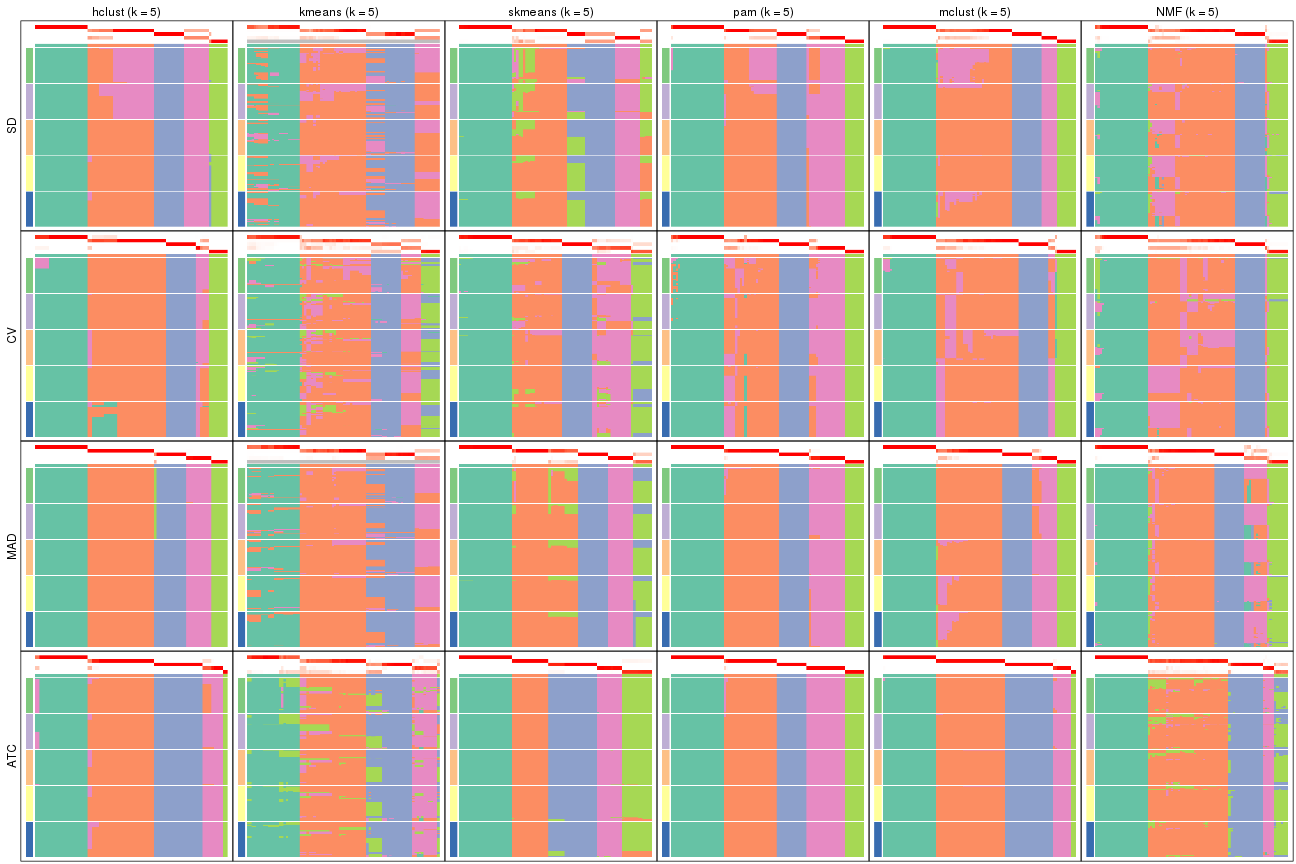 hclust (k = 5)
kmeans (k = 5)
skmeans (k = 5)
pam (k = 5)
mclust (k = 5)
NMF (k = 5)
SD
CV
MAD
ATC